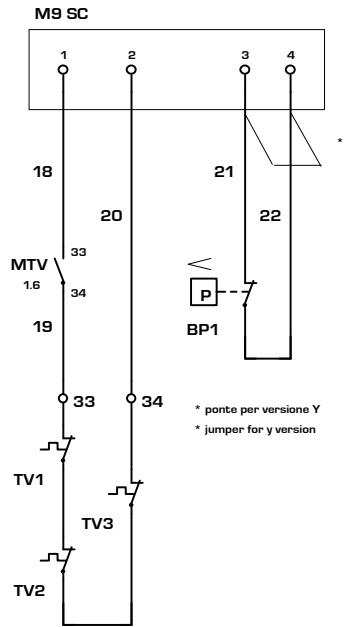 M9 SC
1 2 3 4
*
18 21
20 22
33
MTV
1.6
34
<
P
19
BP1
33 34
* ponte per versione Y
* jumper for y version
TV1
TV3
TV2